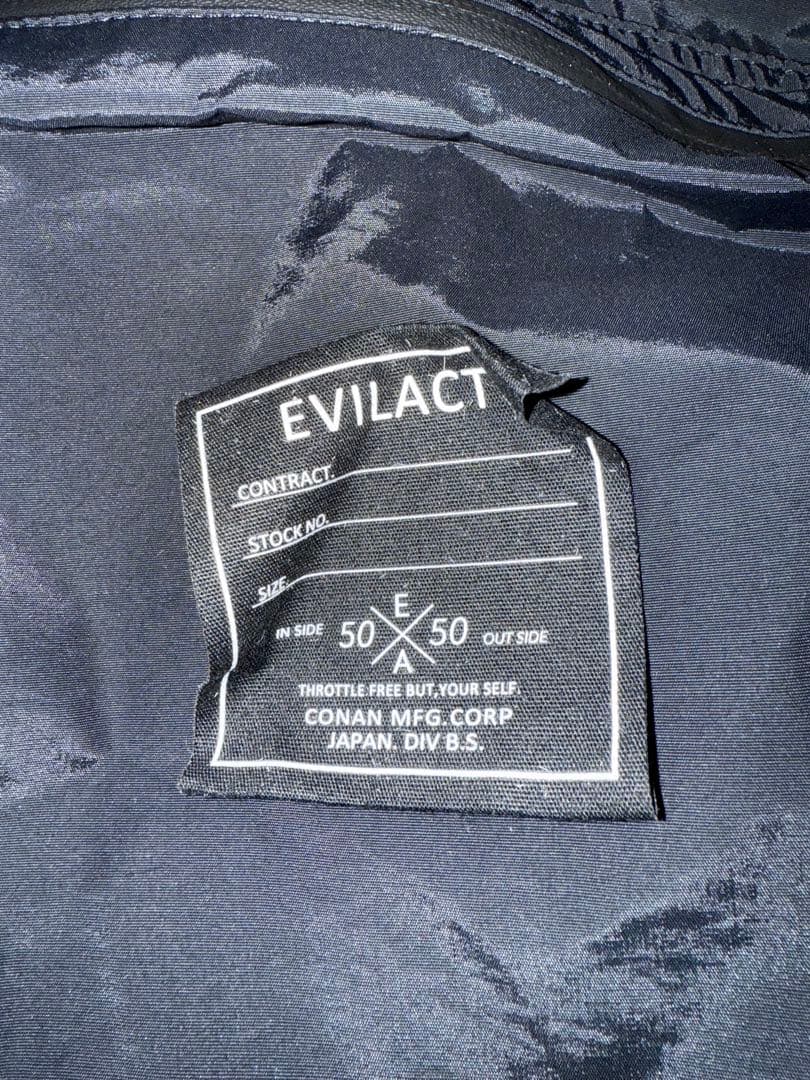 EVILACT
CONTRACT.
STOCK NO.
SIZE.
E
IN SIDE 50 50 OUT SIDE
A
THROTTLE FREE BUT,YOUR SELF.
CONAN MFG.CORP
JAPAN. DIV B.S.